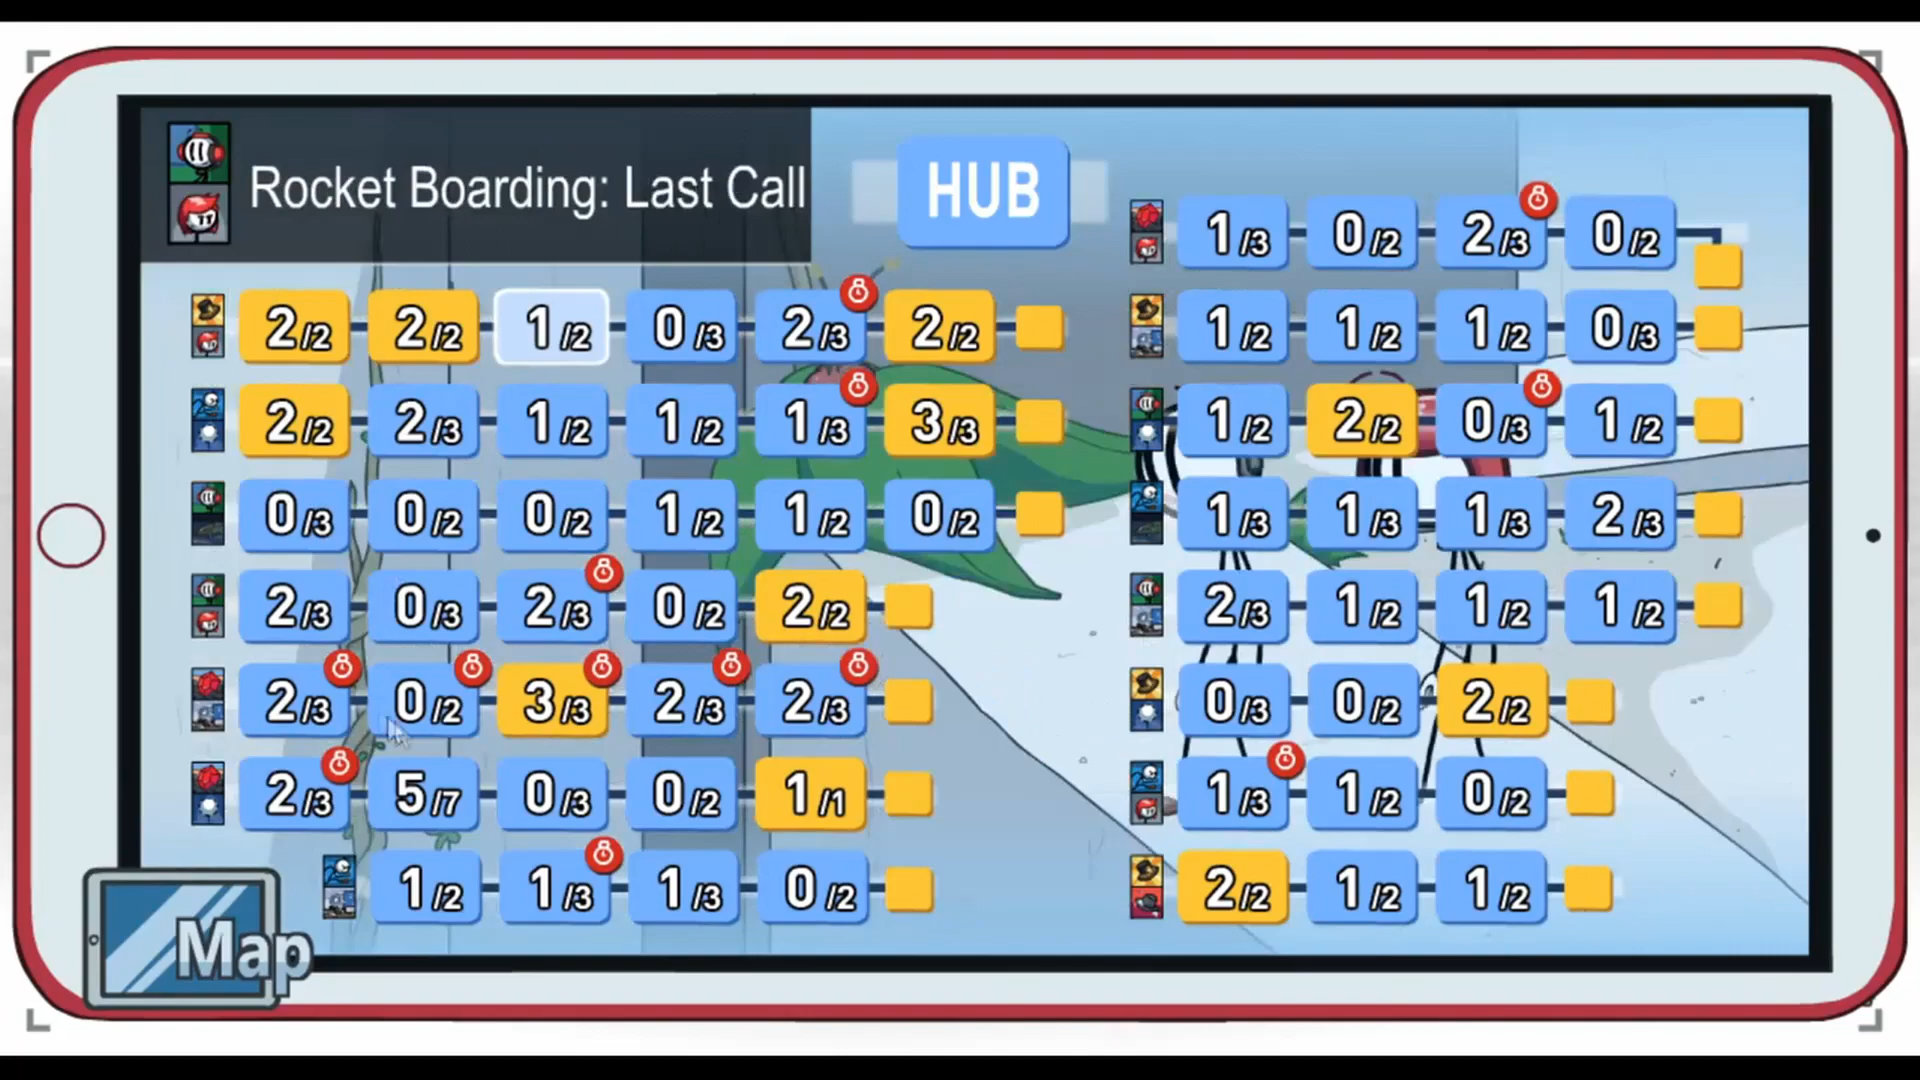 Rocket Boarding: Last Call
HUB
2/2 2/2 1/2 0/3 2/3 2/2
2/2 2/3 1/2 1/2 1/3 3/3
0/3 0/2 0/2 1/2 1/2 0/2
2/3 0/3 2/3 0/2 2/2
2/3 0/2 3/3 2/3 2/3
2/3 5/7 0/3 0/2 1/1
1/2 1/3 1/3 0/2
1/3 0/2 2/3 0/2
1/2 1/2 1/2 0/3
1/2 2/2 0/3 1/2
1/3 1/3 1/3 2/3
2/3 1/2 1/2 1/2
0/3 0/2 2/2
1/3 1/2 0/2
2/2 1/2 1/2
Map